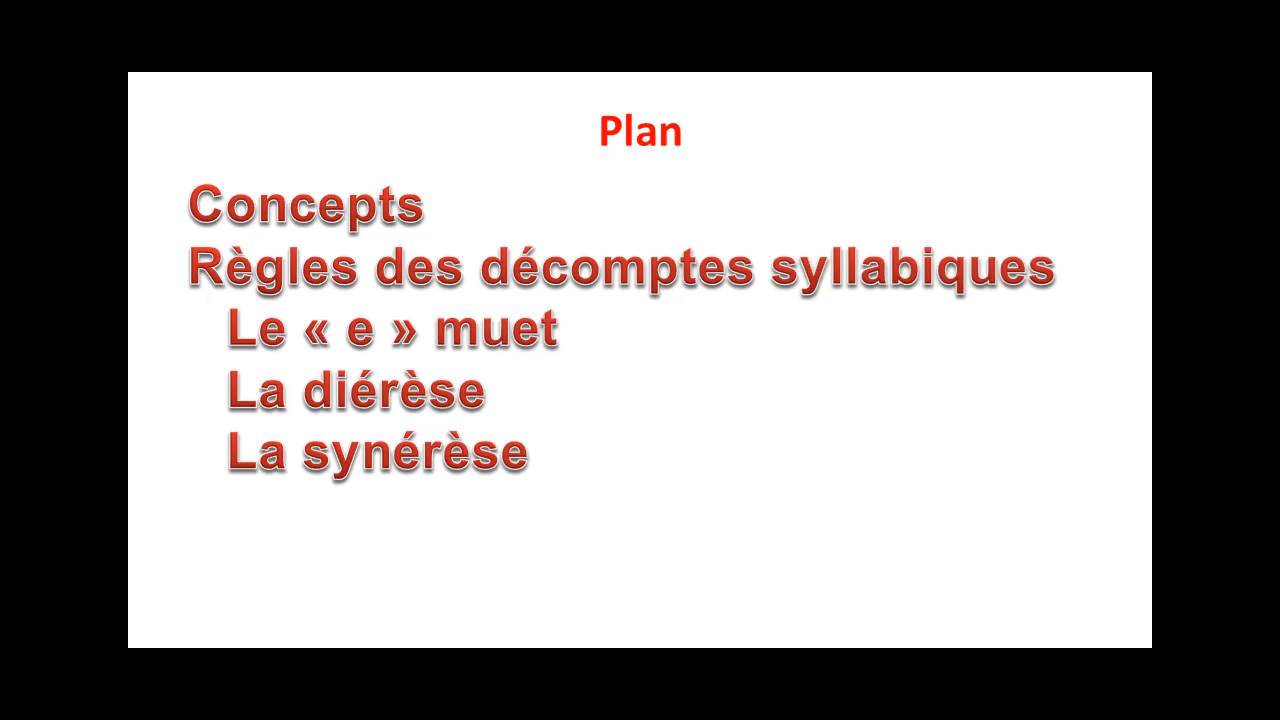 Plan
Concepts
Règles des décomptes syllabiques
Le « e » muet
La diérèse
La synérèse